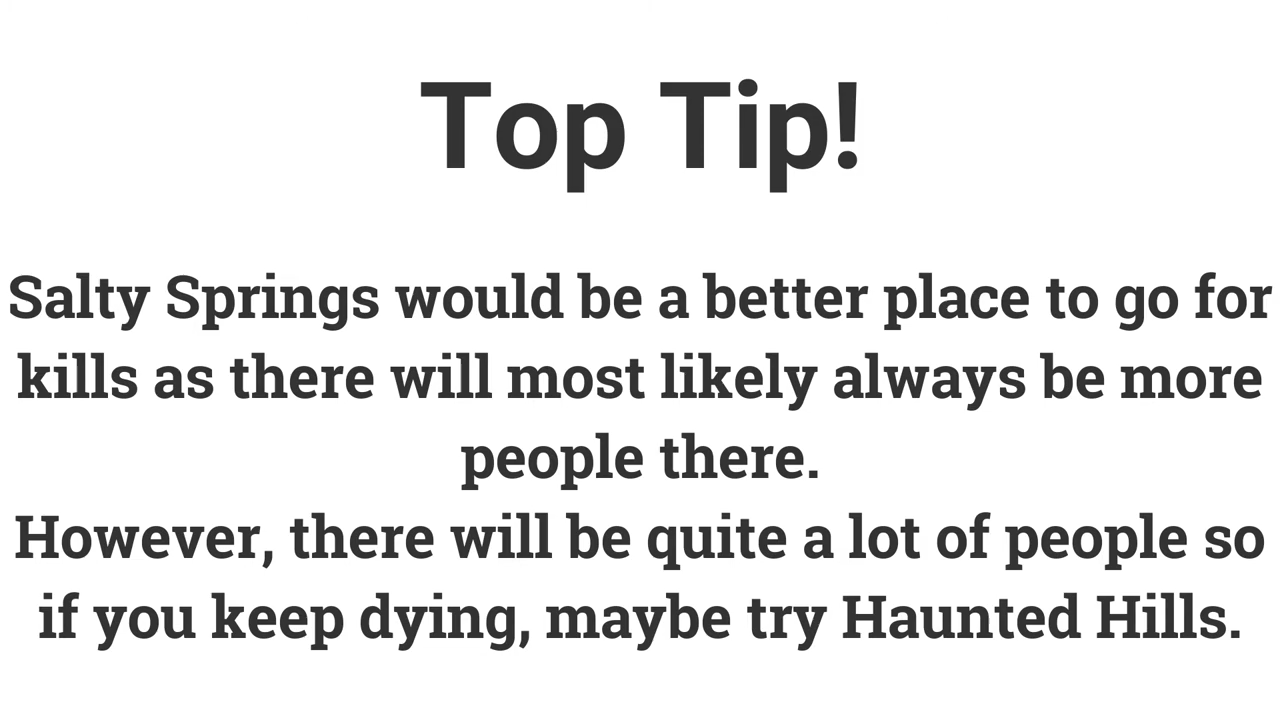 Top Tip!
Salty Springs would be a better place to go for
kills as there will most likely always be more
people there.
However, there will be quite a lot of people so
if you keep dying, maybe try Haunted Hills.